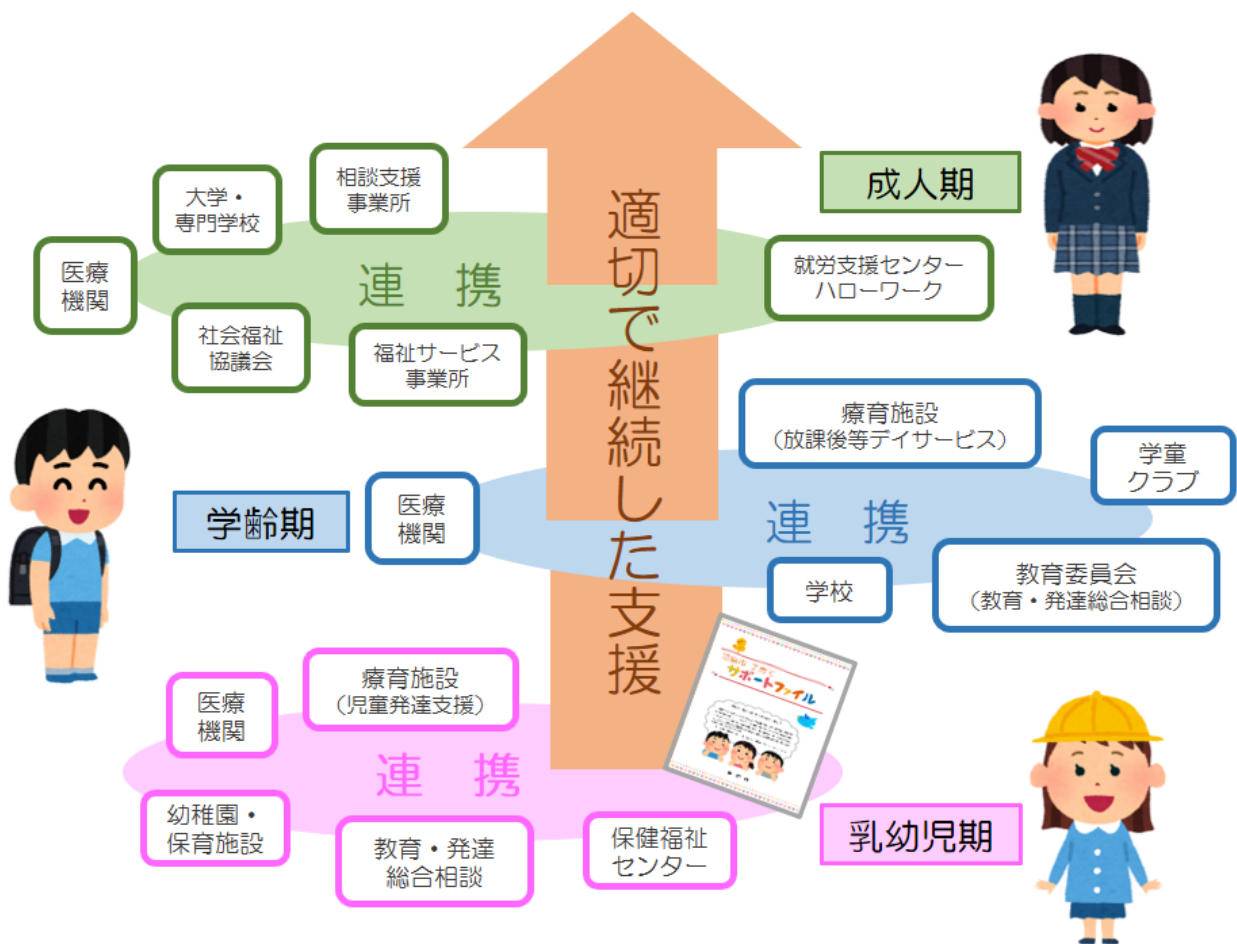 適切で継続した支援
成人期
相談支援
事業所
大学・
専門学校
医療
機関
連 携
就労支援センター
ハローワーク
社会福祉
協議会
福祉サービス
事業所
学齢期
療育施設
（放課後等デイサービス）
学童
クラブ
医療
機関
連 携
学校
教育委員会
（教育・発達総合相談）
サポートファイル
療育施設
（児童発達支援）
医療
機関
連 携
幼稚園・
保育施設
教育・発達
総合相談
保健福祉
センター
乳幼児期